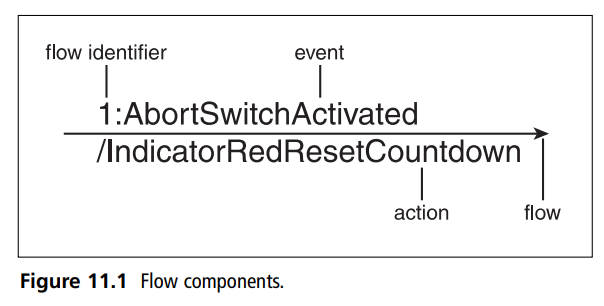 flow identifier event
1:AbortSwitchActivated
/IndicatorRedResetCountdown
action flow
Figure 11.1 Flow components.